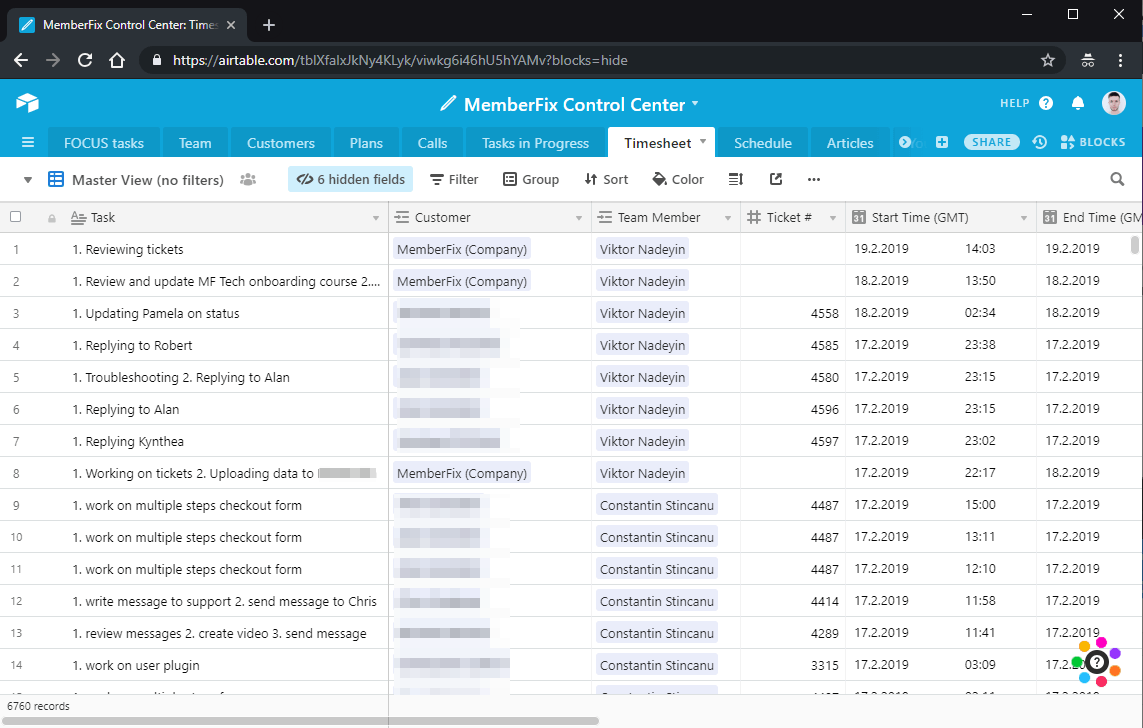 MemberFix Control Center: Times
https://airtable.com/tblXfalxJkNy4KLyk/viwkg6i46hU5hYAMv?blocks=hide
MemberFix Control Center
HELP
FOCUS tasks Team Customers Plans Calls Tasks in Progress Timesheet Schedule Articles SHARE BLOCKS
Master View (no filters) 6 hidden fields Filter Group Sort Color
Task Customer Team Member Ticket # Start Time (GMT) End Time (GM
1 1. Reviewing tickets MemberFix (Company) Viktor Nadeyin 19.2.2019 14:03 19.2.2019
2 1. Review and update MF Tech onboarding course 2.... MemberFix (Company) Viktor Nadeyin 18.2.2019 13:50 18.2.2019
3 1. Updating Pamela on status Viktor Nadeyin 4558 18.2.2019 02:34 18.2.2019
4 1. Replying to Robert Viktor Nadeyin 4585 17.2.2019 23:38 17.2.2019
5 1. Troubleshooting 2. Replying to Alan Viktor Nadeyin 4580 17.2.2019 23:15 17.2.2019
6 1. Replying to Alan Viktor Nadeyin 4596 17.2.2019 23:15 17.2.2019
7 1. Replying Kynthea Viktor Nadeyin 4597 17.2.2019 23:02 17.2.2019
8 1. Working on tickets 2. Uploading data to MemberFix (Company) Viktor Nadeyin 17.2.2019 22:17 18.2.2019
9 1. work on multiple steps checkout form Constantin Stincanu 4487 17.2.2019 15:00 17.2.2019
10 1. work on multiple steps checkout form Constantin Stincanu 4487 17.2.2019 13:11 17.2.2019
11 1. work on multiple steps checkout form Constantin Stincanu 4487 17.2.2019 12:10 17.2.2019
12 1. write message to support 2. send message to Chris Constantin Stincanu 4414 17.2.2019 11:58 17.2.2019
13 1. review messages 2. create video 3. send message Constantin Stincanu 4289 17.2.2019 11:41 17.2.2019
14 1. work on user plugin Constantin Stincanu 3315 17.2.2019 03:09 17.2.
6760 records